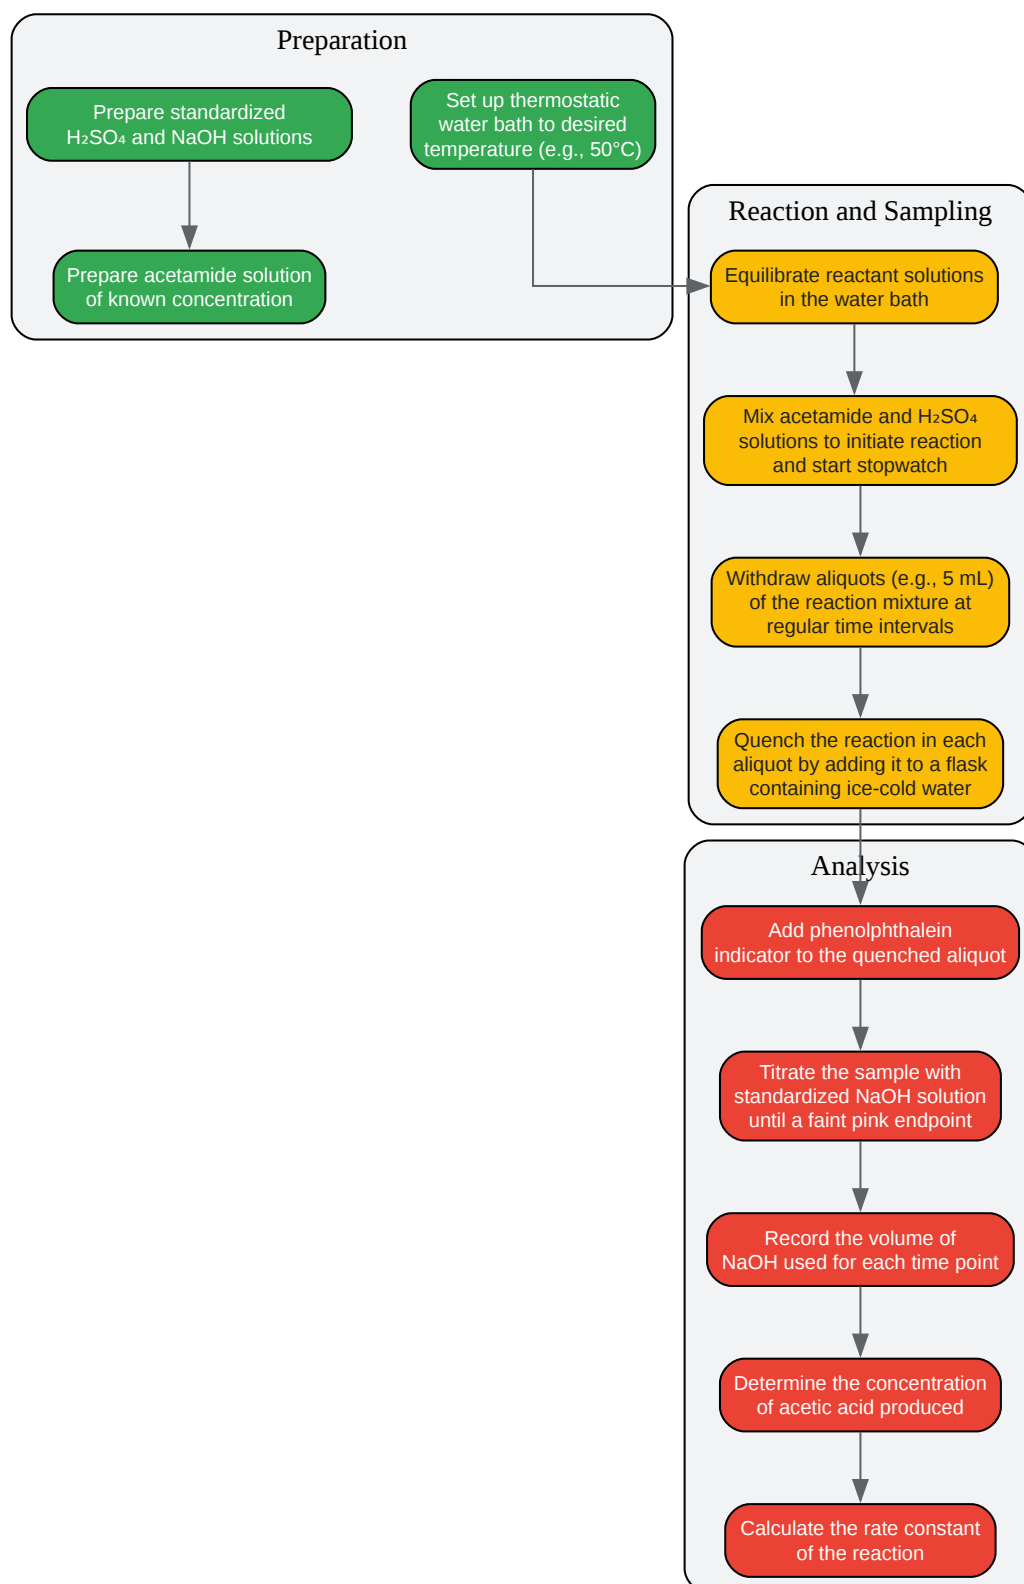 Preparation
Prepare standardized
H₂SO₄ and NaOH solutions
Set up thermostatic
water bath to desired
temperature (e.g., 50°C)
Prepare acetamide solution
of known concentration
Reaction and Sampling
Equilibrate reactant solutions
in the water bath
Mix acetamide and H₂SO₄
solutions to initiate reaction
and start stopwatch
Withdraw aliquots (e.g., 5 mL)
of the reaction mixture at
regular time intervals
Quench the reaction in each
aliquot by adding it to a flask
containing ice-cold water
Analysis
Add phenolphthalein
indicator to the quenched aliquot
Titrate the sample with
standardized NaOH solution
until a faint pink endpoint
Record the volume of
NaOH used for each time point
Determine the concentration
of acetic acid produced
Calculate the rate constant
of the reaction